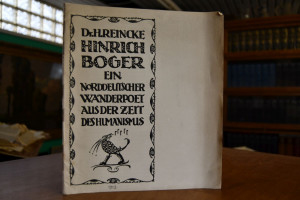 Dr.H.REINCKE
HINRICH
BOGER
EIN
NORDDEUTSCHER
WANDERPOET
AUS DER ZEIT
DES HUMANISMUS